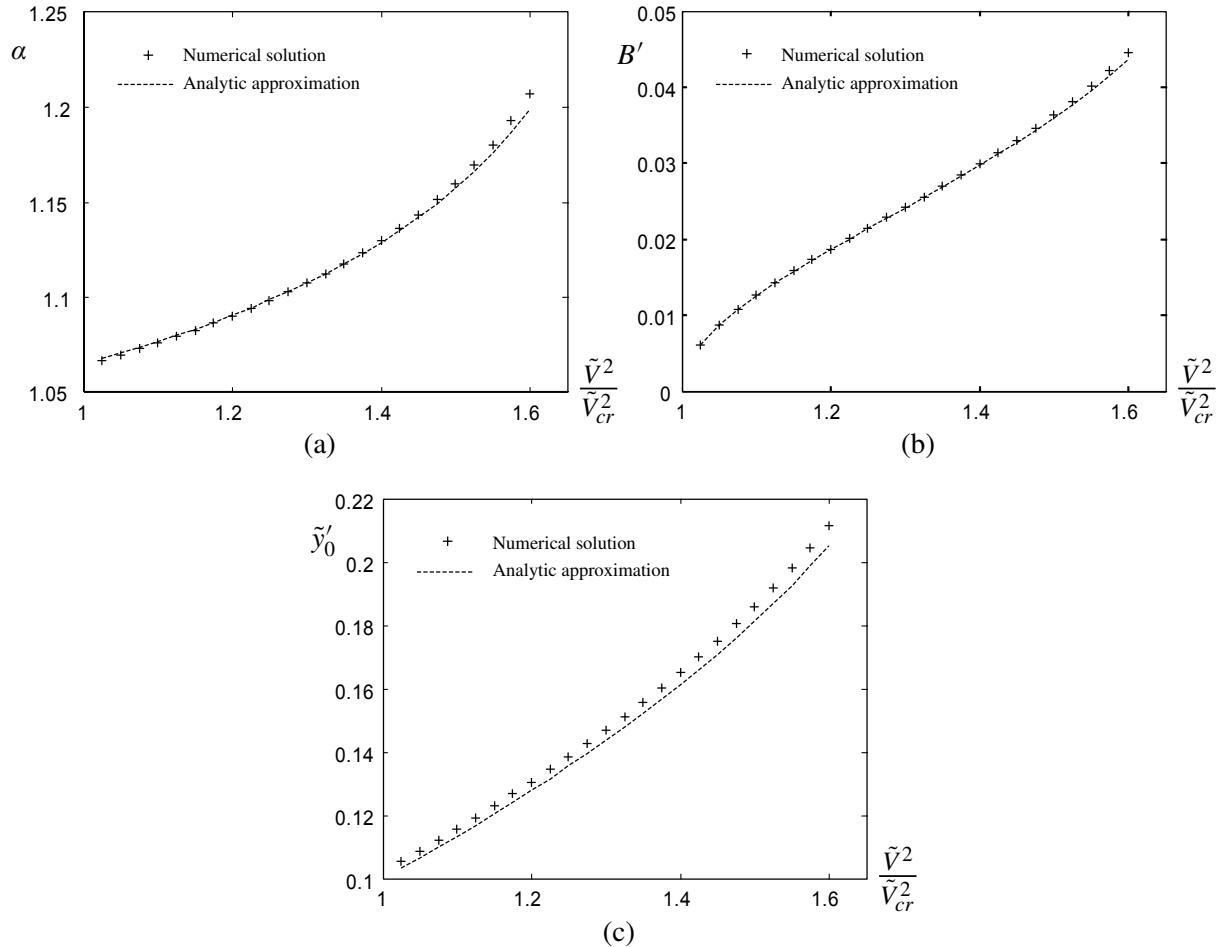 α
1.25
1.2
1.15
1.1
1.05
+ Numerical solution
Analytic approximation
1 1.2 1.4 1.6
Ṽ²
Ṽ²cr
(a)
B′
0.05
0.04
0.03
0.02
0.01
0
+ Numerical solution
Analytic approximation
1 1.2 1.4 1.6
Ṽ²
Ṽ²cr
(b)
ỹ′0
0.22
0.2
0.18
0.16
0.14
0.12
0.1
+ Numerical solution
Analytic approximation
1 1.2 1.4 1.6
Ṽ²
Ṽ²cr
(c)